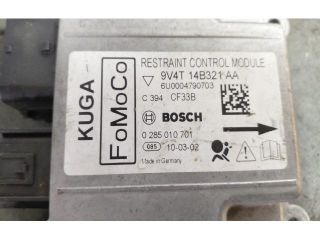 KUGA
FoMoCo
RESTRAINT CONTROL MODULE
9V4T 14B321 AA
6U0004790703
C 394 CF33B
BOSCH
0 285 010 701
085 10-03-02
Made in Germany